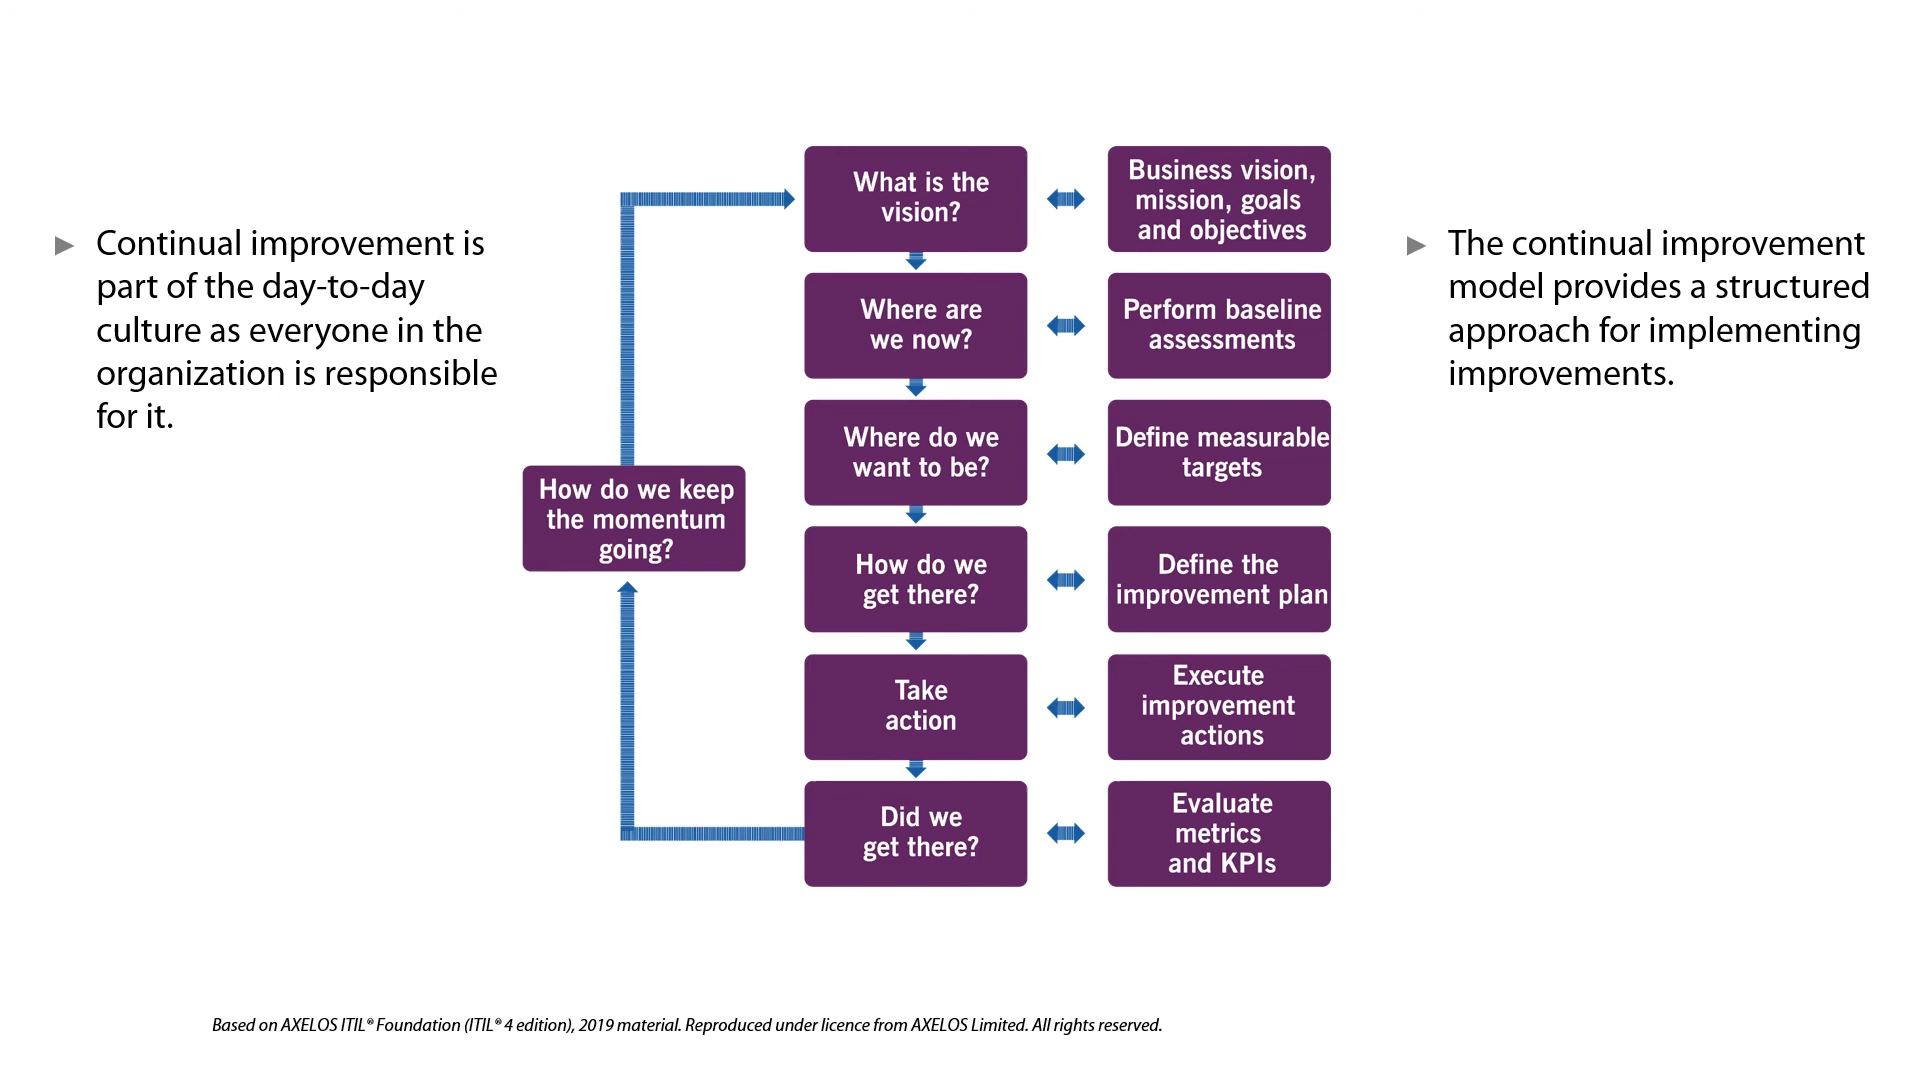 Continual improvement is
part of the day-to-day
culture as everyone in the
organization is responsible
for it.
How do we keep
the momentum
going?
What is the
vision?
Business vision,
mission, goals
and objectives
Where are
we now?
Perform baseline
assessments
Where do we
want to be?
Define measurable
targets
How do we
get there?
Define the
improvement plan
Take
action
Execute
improvement
actions
Did we
get there?
Evaluate
metrics
and KPIs
The continual improvement
model provides a structured
approach for implementing
improvements.
Based on AXELOS ITIL® Foundation (ITIL® 4 edition), 2019 material. Reproduced under licence from AXELOS Limited. All rights reserved.